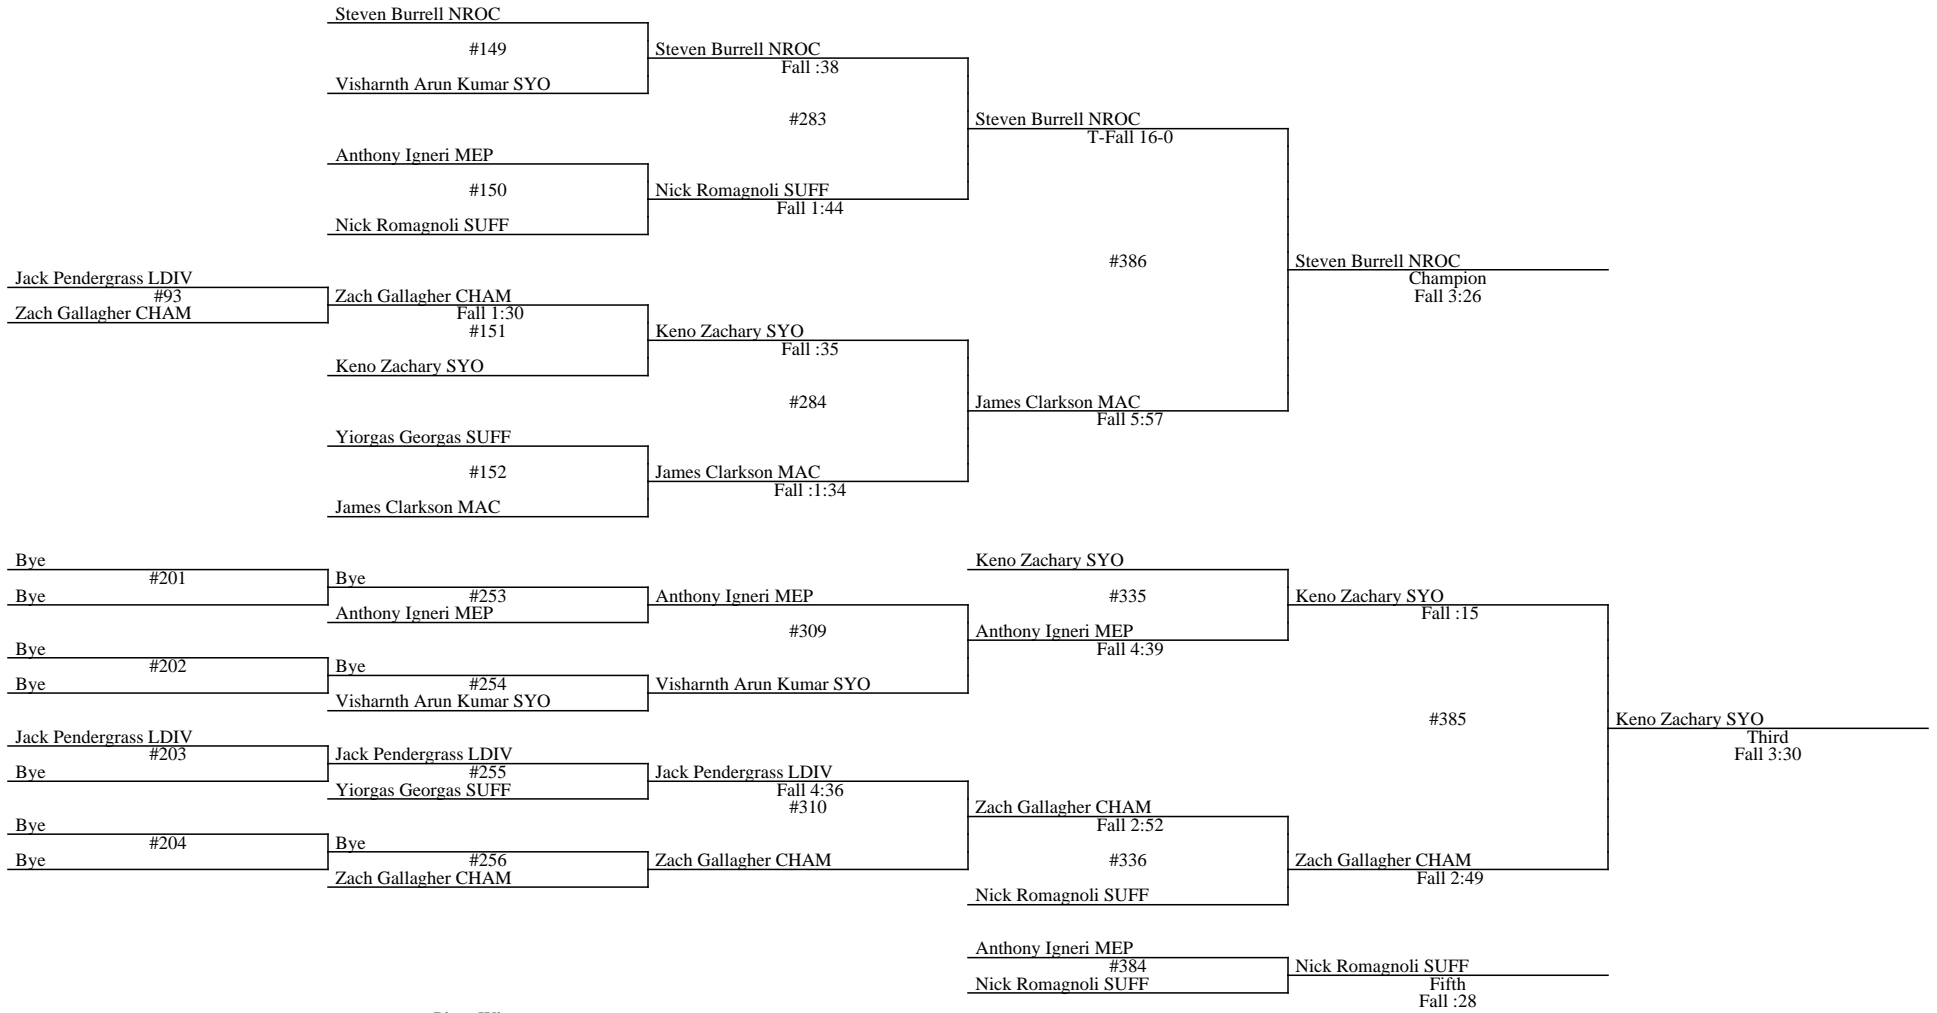 Steven Burrell NROC
#149
Steven Burrell NROC
Fall :38
Visharnth Arun Kumar SYO
#283
Steven Burrell NROC
T-Fall 16-0
Anthony Igneri MEP
#150
Nick Romagnoli SUFF
Fall 1:44
Nick Romagnoli SUFF
#386
Steven Burrell NROC
Champion
Fall 3:26
Jack Pendergrass LDIV
#93
Zach Gallagher CHAM
Zach Gallagher CHAM
Fall 1:30
#151
Keno Zachary SYO
Fall :35
Keno Zachary SYO
#284
James Clarkson MAC
Fall 5:57
Yiorgas Georgas SUFF
#152
James Clarkson MAC
Fall :1:34
James Clarkson MAC
Bye
#201
Bye
Bye
#253
Anthony Igneri MEP
Anthony Igneri MEP
#309
Keno Zachary SYO
#335
Anthony Igneri MEP
Fall 4:39
Keno Zachary SYO
Fall :15
Bye
#202
Bye
Bye
#254
Visharnth Arun Kumar SYO
Visharnth Arun Kumar SYO
#385
Keno Zachary SYO
Third
Fall 3:30
Jack Pendergrass LDIV
#203
Bye
Jack Pendergrass LDIV
#255
Yiorgas Georgas SUFF
Jack Pendergrass LDIV
Fall 4:36
#310
Zach Gallagher CHAM
Fall 2:52
#336
Zach Gallagher CHAM
Fall 2:49
Bye
#204
Bye
Bye
#256
Zach Gallagher CHAM
Zach Gallagher CHAM
Nick Romagnoli SUFF
Anthony Igneri MEP
#384
Nick Romagnoli SUFF
Nick Romagnoli SUFF
Fifth
Fall :28